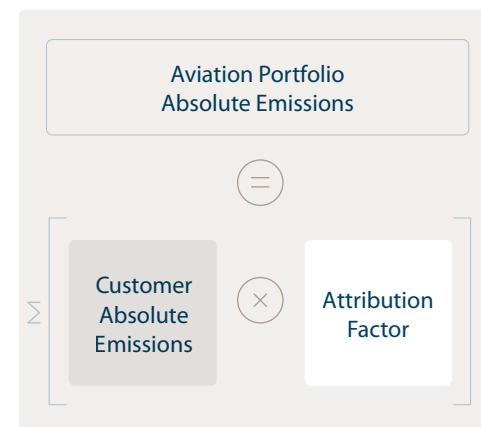 Aviation Portfolio
Absolute Emissions
=
Σ
Customer
Absolute
Emissions
×
Attribution
Factor